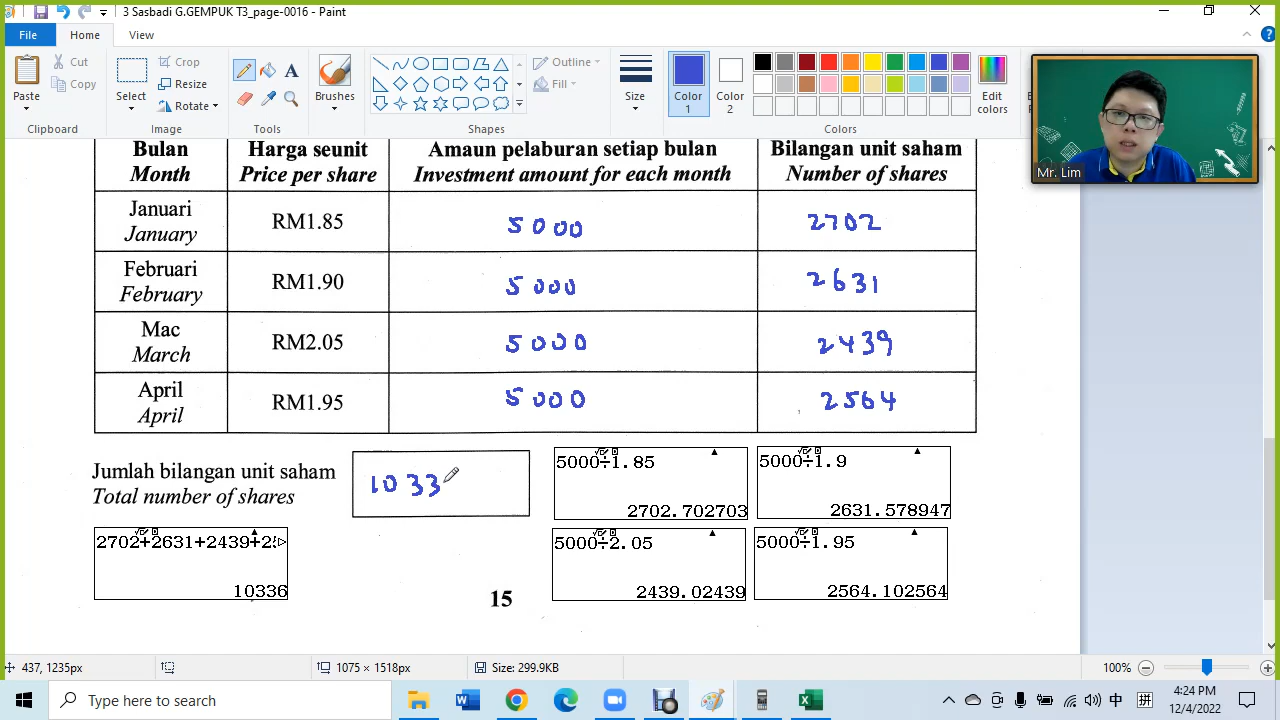 3 Sasbadi G.GEMPUK T3_page-0016 - Paint
File Home View
Paste
Cut
Copy
Clipboard
Select
Crop
Resize
Rotate
Image
Tools
Brushes
Shapes
Outline
Fill
Size
Color 1
Color 2
Colors
Edit colors
Mr. Lim
Bulan Harga seunit Amaun pelaburan setiap bulan Bilangan unit saham
Month Price per share Investment amount for each month Number of shares
Januari
January RM1.85 5000 2702
Februari
February RM1.90 5000 2631
Mac
March RM2.05 5000 2439
April
April RM1.95 5000 2564
Jumlah bilangan unit saham
Total number of shares
1033
5000÷1.85
2702.702703
5000÷1.9
2631.578947
2702+2631+2439+2
10336
5000÷2.05
2439.02439
5000÷1.95
2564.102564
15
437, 1235px
1075 × 1518px
Size: 299.9KB
100%
Type here to search
中
拼
4:24 PM
12/4/2022